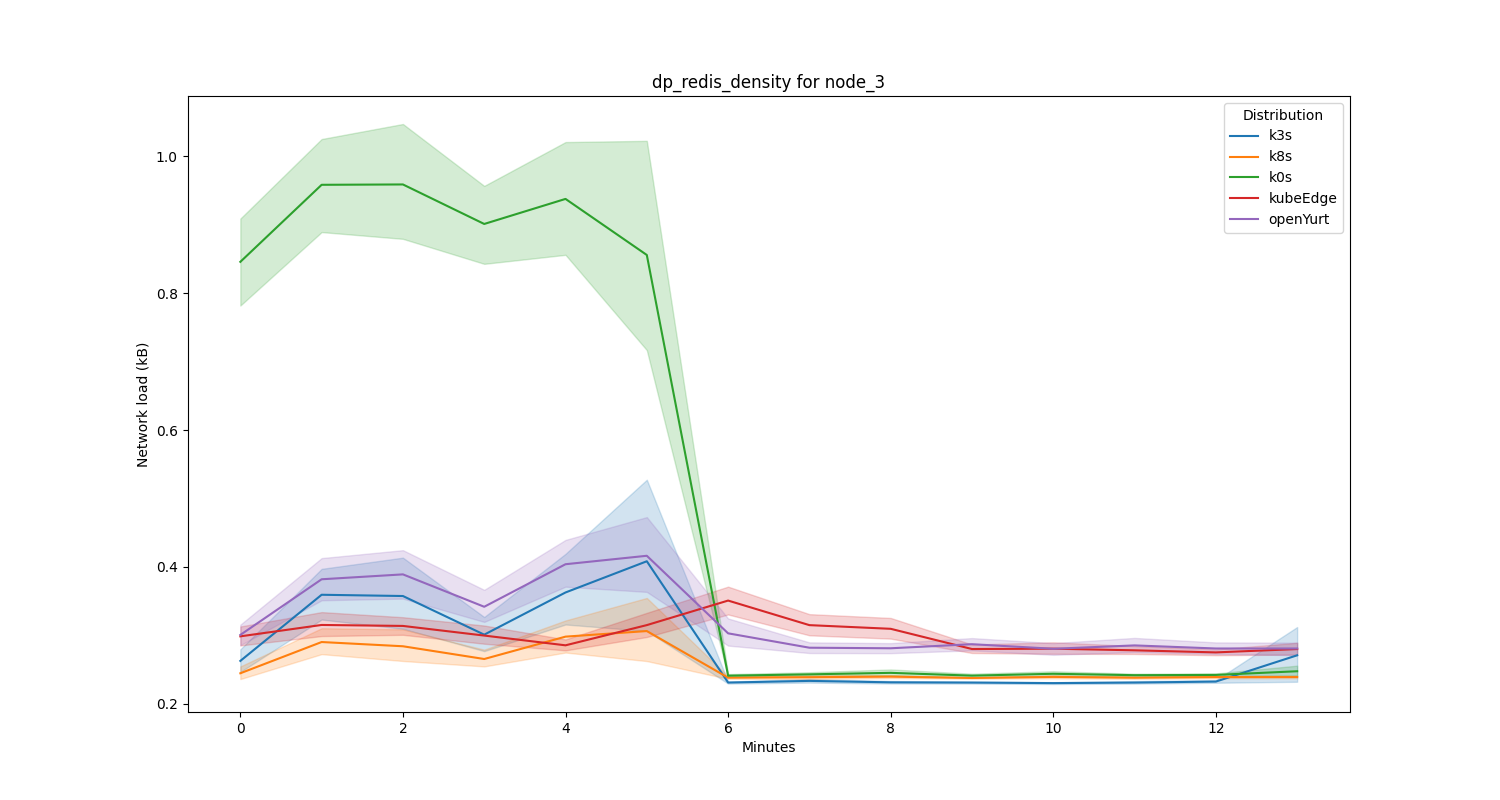 dp_redis_density for node_3
Distribution
k3s
k8s
k0s
kubeEdge
openYurt
Network load (kB)
1.0
0.8
0.6
0.4
0.2
0 2 4 6 8 10 12
Minutes